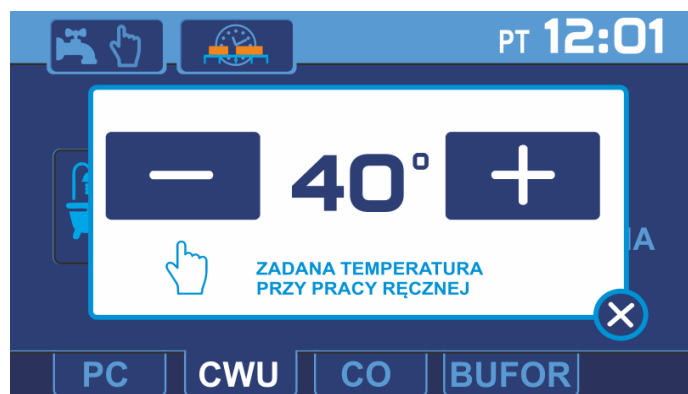 PT 12:01
40°
ZADANA TEMPERATURA
PRZY PRACY RĘCZNEJ
PC CWU CO BUFOR